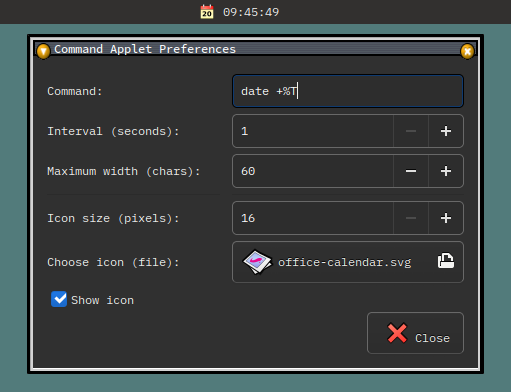 20 09:45:49
Command Applet Preferences
Command: date +%T
Interval (seconds): 1 − +
Maximum width (chars): 60 − +
Icon size (pixels): 16 − +
Choose icon (file): office-calendar.svg
Show icon
Close